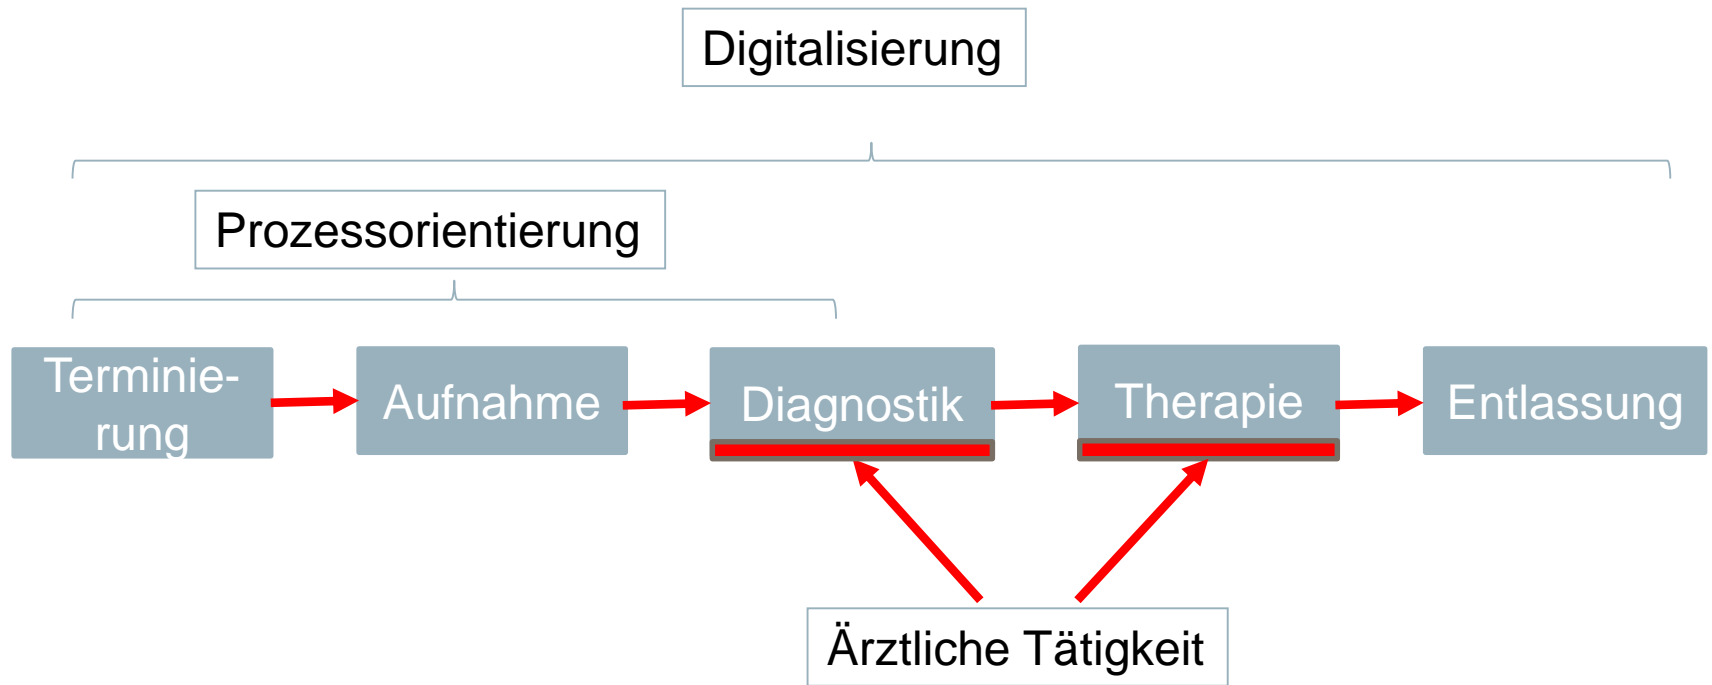 Digitalisierung
Prozessorientierung
Terminie-
rung
Aufnahme
Diagnostik
Therapie
Entlassung
Ärztliche Tätigkeit